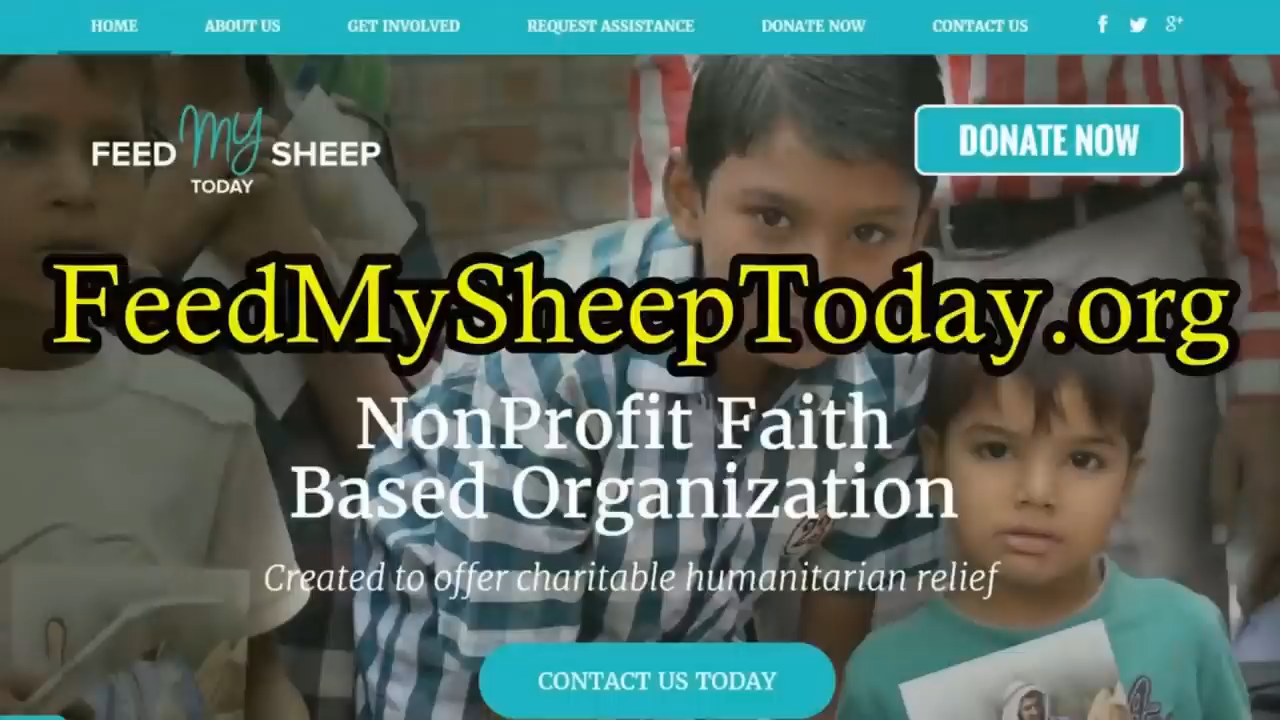 HOME ABOUT US GET INVOLVED REQUEST ASSISTANCE DONATE NOW CONTACT US f g+
FEED My SHEEP
TODAY
DONATE NOW
FeedMySheepToday.org
NonProfit Faith
Based Organization
Created to offer charitable humanitarian relief
CONTACT US TODAY